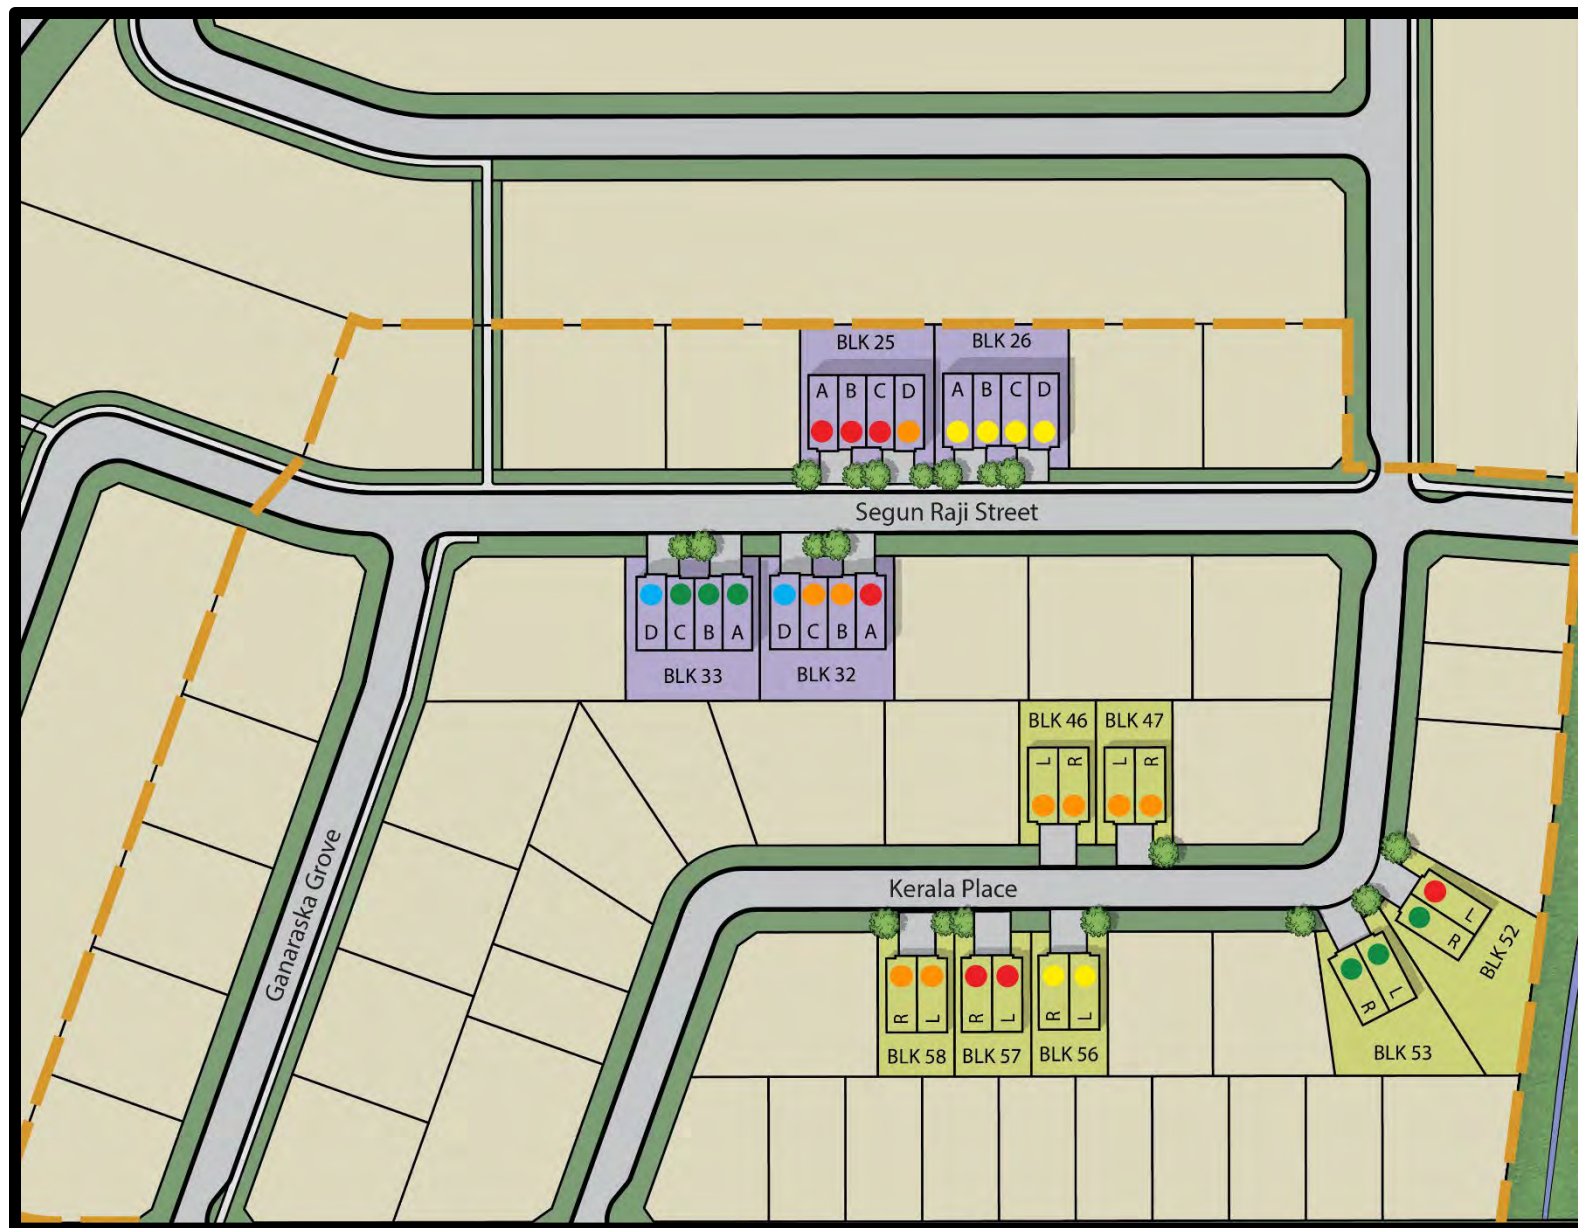 BLK 25
BLK 26
A B C D
A B C D
Segun Raji Street
D C B A
D C B A
BLK 33
BLK 32
BLK 46
BLK 47
L R
L R
Ganaraska Grove
Kerala Place
L
R
BLK 52
R L
R L
R L
R L
BLK 58
BLK 57
BLK 56
BLK 53